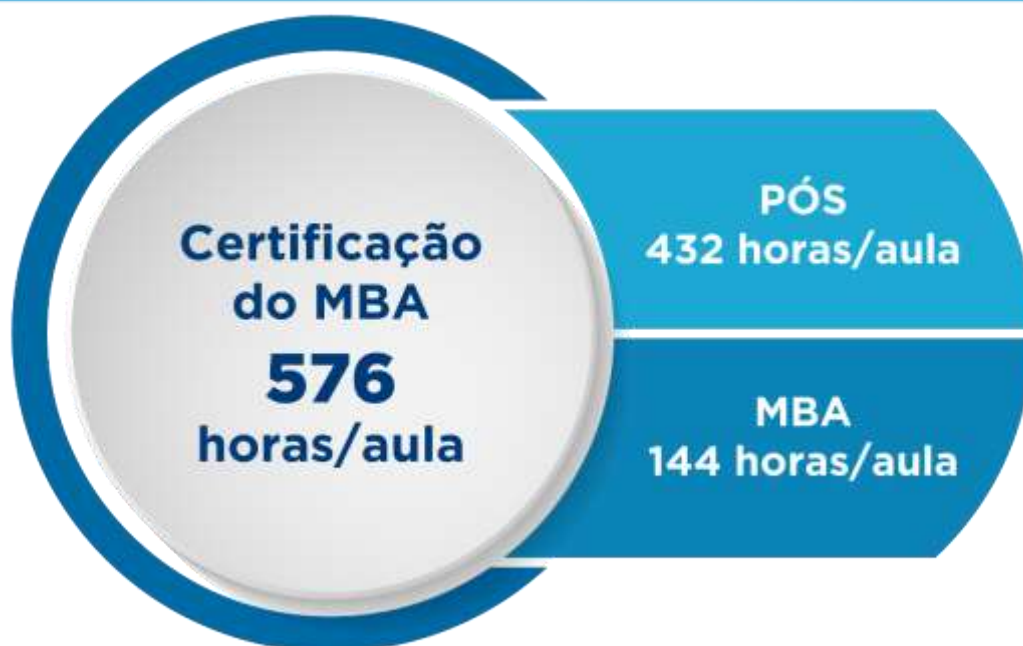 Certificação
do MBA
576
horas/aula
PÓS
432 horas/aula
MBA
144 horas/aula